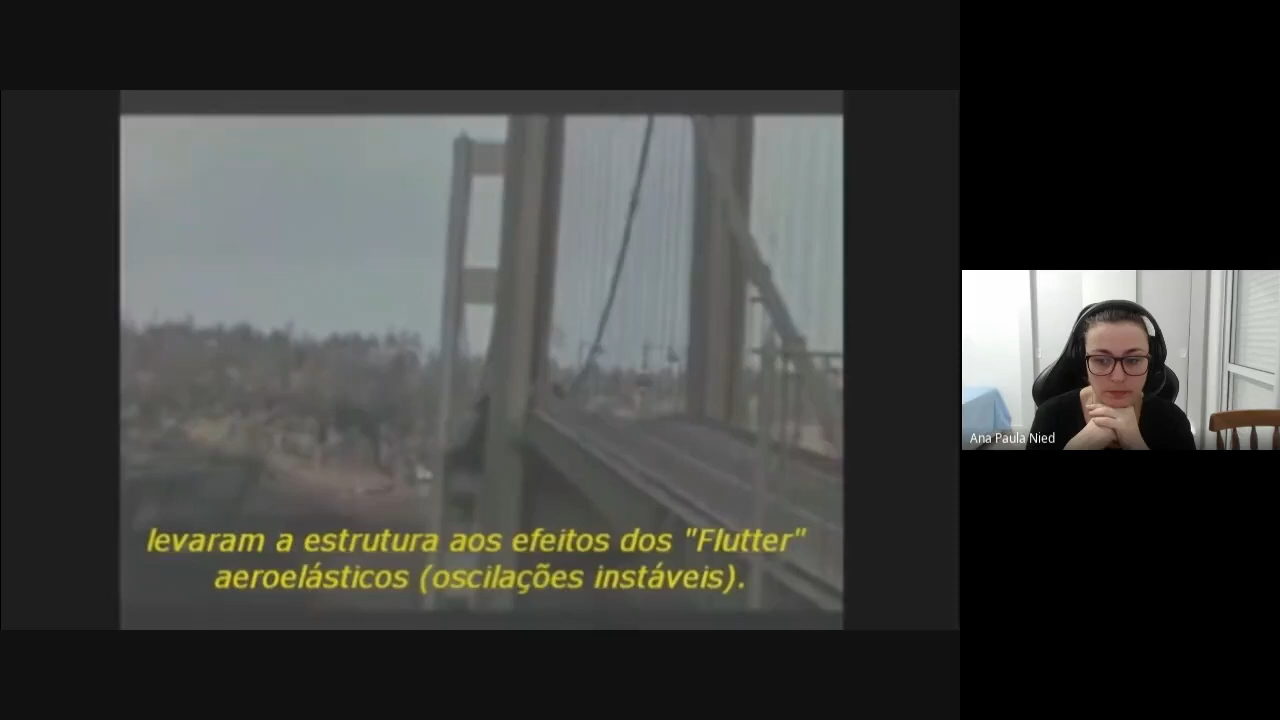 levaram a estrutura aos efeitos dos "Flutter"
aeroelásticos (oscilações instáveis).
Ana Paula Nied